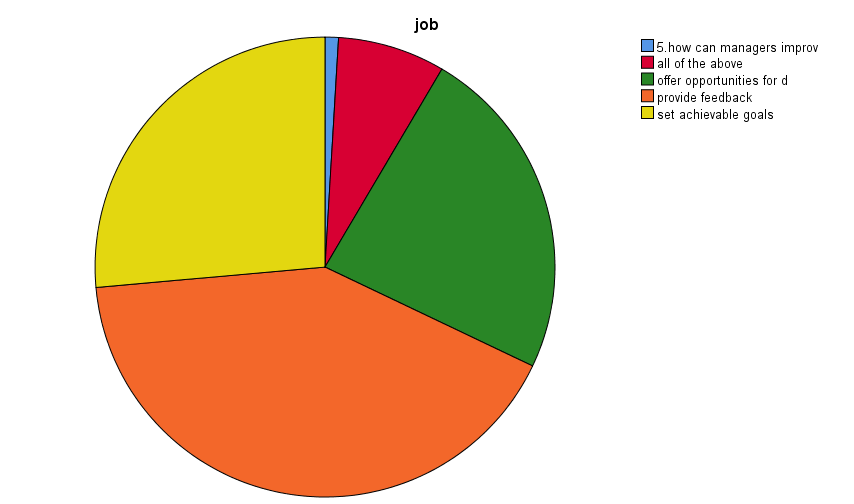 job
5.how can managers improv
all of the above
offer opportunities for d
provide feedback
set achievable goals